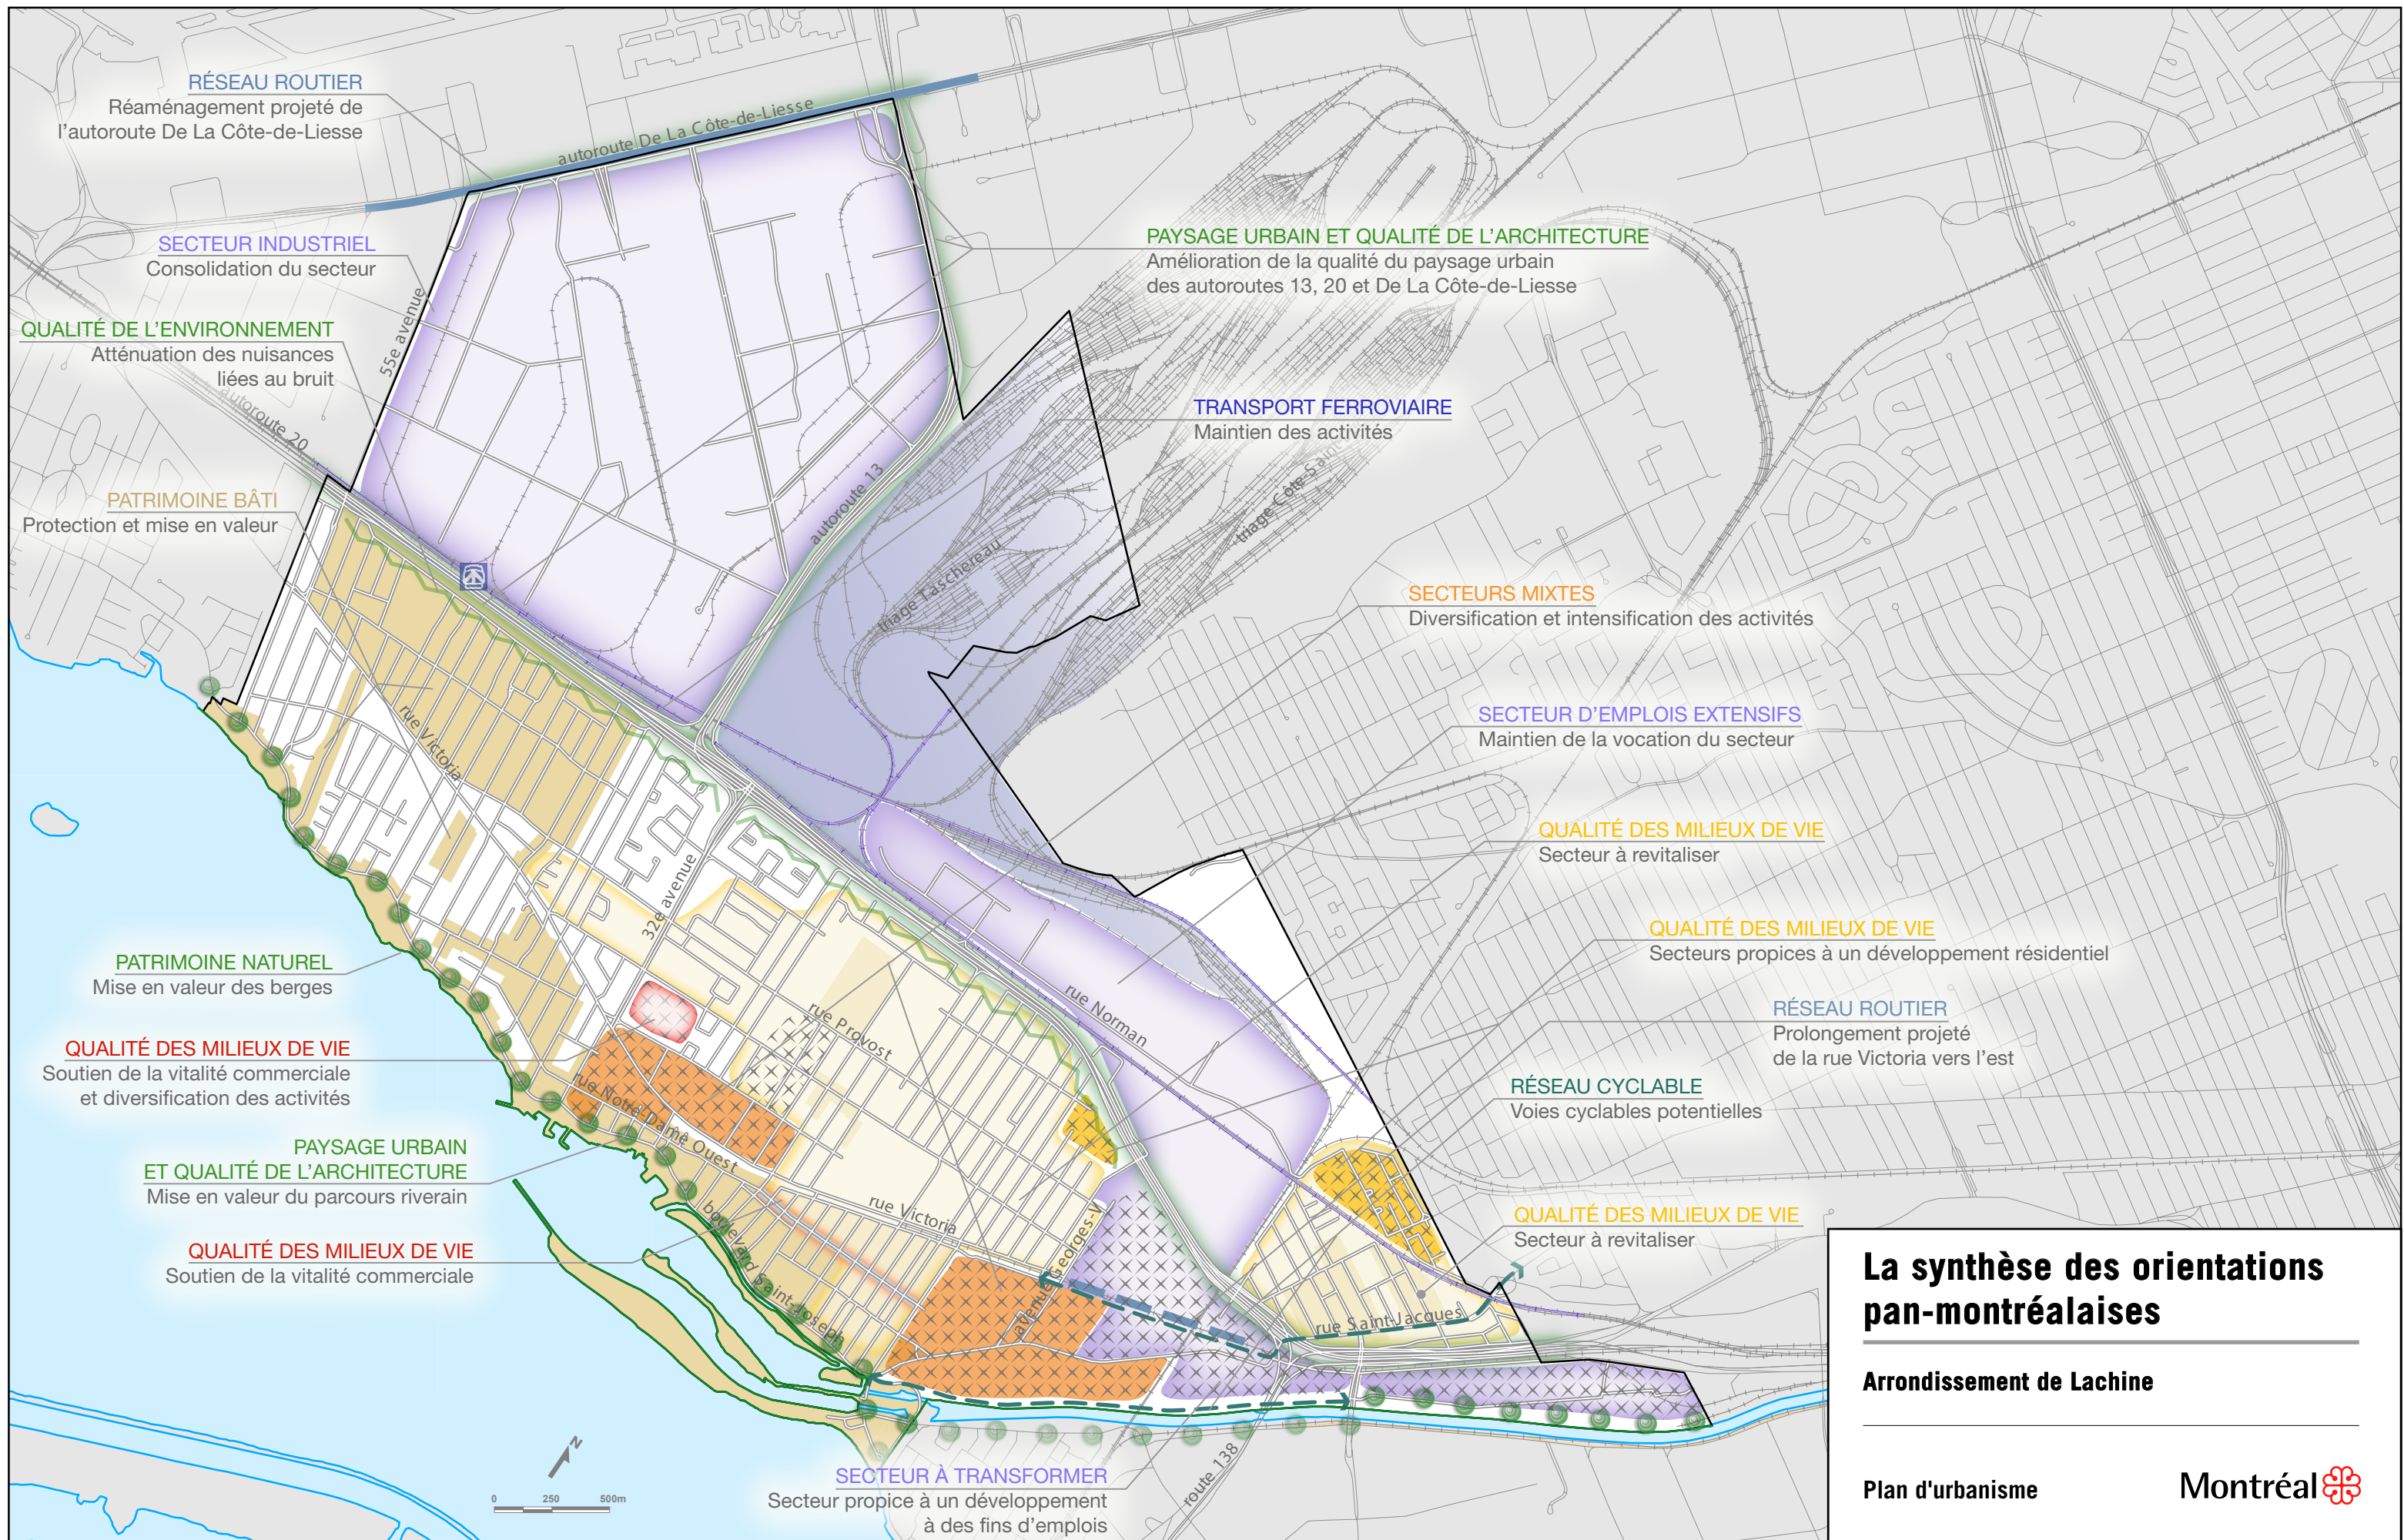 RÉSEAU ROUTIER
Réaménagement projeté de
l'autoroute De La Côte-de-Liesse
autoroute De La Côte-de-Liesse
SECTEUR INDUSTRIEL
Consolidation du secteur
PAYSAGE URBAIN ET QUALITÉ DE L'ARCHITECTURE
Amélioration de la qualité du paysage urbain
des autoroutes 13, 20 et De La Côte-de-Liesse
QUALITÉ DE L'ENVIRONNEMENT
Atténuation des nuisances
liées au bruit
55e avenue
autoroute 20
TRANSPORT FERROVIAIRE
Maintien des activités
autoroute 13
triage Côte-Saint
triage Taschereau
PATRIMOINE BÂTI
Protection et mise en valeur
SECTEURS MIXTES
Diversification et intensification des activités
rue Victoria
SECTEUR D'EMPLOIS EXTENSIFS
Maintien de la vocation du secteur
QUALITÉ DES MILIEUX DE VIE
Secteur à revitaliser
32e avenue
QUALITÉ DES MILIEUX DE VIE
Secteurs propices à un développement résidentiel
PATRIMOINE NATUREL
Mise en valeur des berges
rue Norman
rue Provost
RÉSEAU ROUTIER
Prolongement projeté
de la rue Victoria vers l'est
QUALITÉ DES MILIEUX DE VIE
Soutien de la vitalité commerciale
et diversification des activités
RÉSEAU CYCLABLE
Voies cyclables potentielles
rue Notre-Dame Ouest
PAYSAGE URBAIN
ET QUALITÉ DE L'ARCHITECTURE
Mise en valeur du parcours riverain
rue Victoria
avenue Georges-V
boulevard Saint-Joseph
QUALITÉ DES MILIEUX DE VIE
Secteur à revitaliser
QUALITÉ DES MILIEUX DE VIE
Soutien de la vitalité commerciale
rue Saint-Jacques
N
0 250 500m
route 138
SECTEUR À TRANSFORMER
Secteur propice à un développement
à des fins d'emplois
La synthèse des orientations
pan-montréalaises
Arrondissement de Lachine
Plan d'urbanisme
Montréal